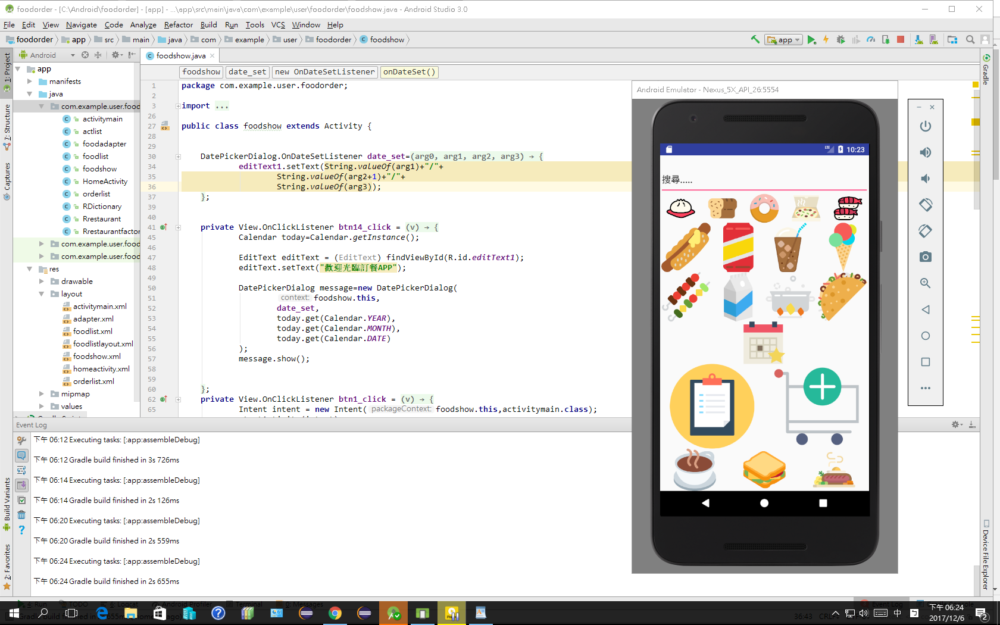 foodorder - [C:\Android\foodorder] - [app] - ...\app\src\main\java\com\example\user\foodorder\foodshow.java - Android Studio 3.0
File Edit View Navigate Code Analyze Refactor Build Run Tools VCS Window Help
foodorder app src main java com example user foodorder foodshow
app
Android
foodshow.java
1: Project
7: Structure
Captures
Build Variants
2: Favorites
Gradle
Device File Explorer
app
manifests
java
com.example.user.food
activitymain
actlist
foodadapter
foodlist
foodshow
HomeActivity
orderlist
RDictionary
Rrestaurant
Rrestaurantfactor
com.example.user.food
com.example.user.food
res
drawable
layout
activitymain.xml
adapter.xml
foodlist.xml
foodlistlayout.xml
foodshow.xml
homeactivity.xml
orderlist.xml
mipmap
values
foodshow date_set new OnDateSetListener onDateSet()
1 package com.example.user.foodorder;
2
3 import ...
26
27 public class foodshow extends Activity {
28
29
30 DatePickerDialog.OnDateSetListener date_set=(arg0, arg1, arg2, arg3) → {
34 editText1.setText(String.valueOf(arg1)+"/"+
35 String.valueOf(arg2+1)+"/"+
36 String.valueOf(arg3));
37 };
39
40
41 private View.OnClickListener btn14_click = (v) → {
45 Calendar today=Calendar.getInstance();
46
47 EditText editText = (EditText) findViewById(R.id.editText1);
48 editText.setText("歡迎光臨訂餐APP");
49
50 DatePickerDialog message=new DatePickerDialog(
51 context: foodshow.this,
52 date_set,
53 today.get(Calendar.YEAR),
54 today.get(Calendar.MONTH),
55 today.get(Calendar.DATE)
56 );
57 message.show();
58
59
60 };
62 private View.OnClickListener btn1_click = (v) → {
65 Intent intent = new Intent( packageContext: foodshow.this,activitymain.class);
Android Emulator - Nexus_5X_API_26:5554
LTE 10:23
搜尋.....
Event Log
下午 06:12 Executing tasks: [:app:assembleDebug]
下午 06:12 Gradle build finished in 3s 726ms
下午 06:14 Executing tasks: [:app:assembleDebug]
下午 06:14 Gradle build finished in 2s 126ms
下午 06:20 Executing tasks: [:app:assembleDebug]
下午 06:20 Gradle build finished in 2s 559ms
下午 06:24 Executing tasks: [:app:assembleDebug]
下午 06:24 Gradle build finished in 2s 655ms
4: Run TODO 6: Logcat Android Profiler Terminal 0: Messages Event Log
36:43 CRLF
中
下午 06:24
2017/12/6
2